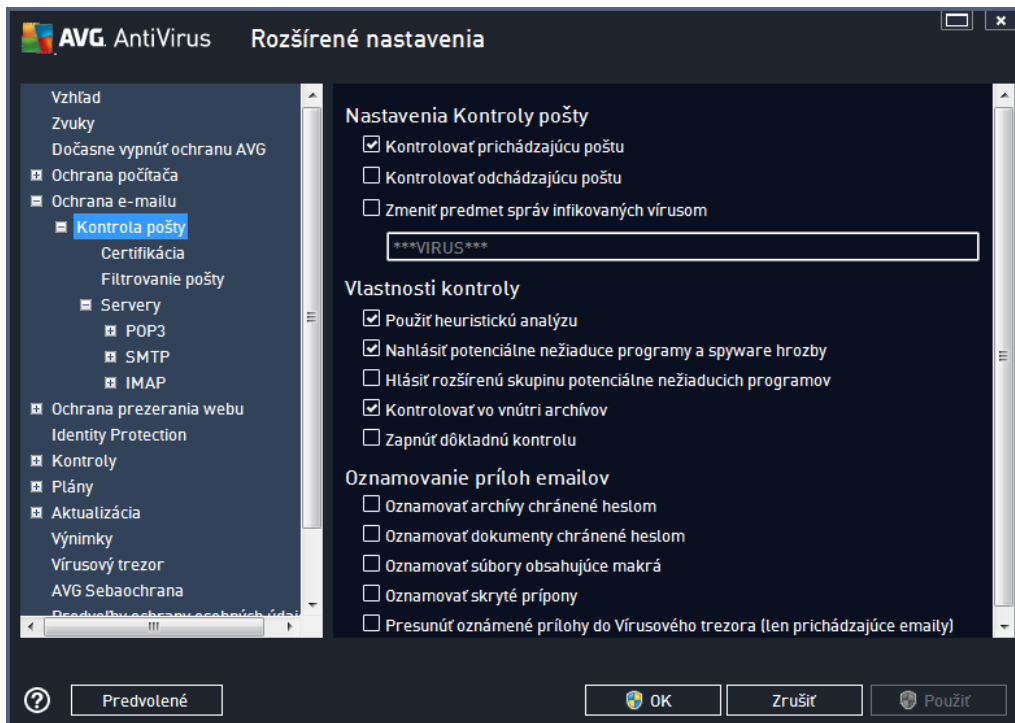 AVG. AntiVirus Rozšírené nastavenia
Vzhľad
Zvuky
Dočasne vypnúť ochranu AVG
Ochrana počítača
Ochrana e-mailu
Kontrola pošty
Certifikácia
Filtrovanie pošty
Servery
POP3
SMTP
IMAP
Ochrana prezerania webu
Identity Protection
Kontroly
Plány
Aktualizácia
Výnimky
Vírusový trezor
AVG Sebaochrana
Predvoľby ochrany osobných údaj
Nastavenia Kontroly pošty
Kontrolovať prichádzajúcu poštu
Kontrolovať odchádzajúcu poštu
Zmeniť predmet správ infikovaných vírusom
***VIRUS***
Vlastnosti kontroly
Použiť heuristickú analýzu
Nahlásiť potenciálne nežiaduce programy a spyware hrozby
Hlásiť rozšírenú skupinu potenciálne nežiaducich programov
Kontrolovať vo vnútri archívov
Zapnúť dôkladnú kontrolu
Oznamovanie príloh emailov
Oznamovať archívy chránené heslom
Oznamovať dokumenty chránené heslom
Oznamovať súbory obsahujúce makrá
Oznamovať skryté prípony
Presunúť oznámené prílohy do Vírusového trezora (len prichádzajúce emaily)
Predvolené
OK
Zrušiť
Použiť